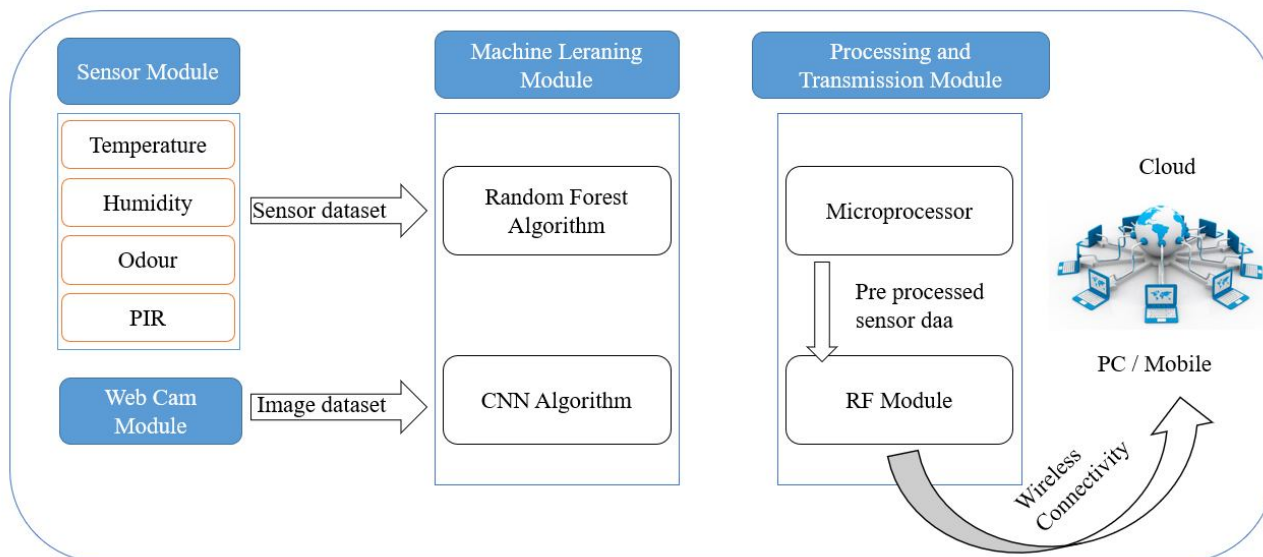 Sensor Module
Temperature
Humidity
Odour
PIR
Web Cam
Module
Sensor dataset
Image dataset
Machine Leraning
Module
Random Forest
Algorithm
CNN Algorithm
Processing and
Transmission Module
Microprocessor
Pre processed
sensor daa
RF Module
Wireless
Connectivity
Cloud
PC / Mobile